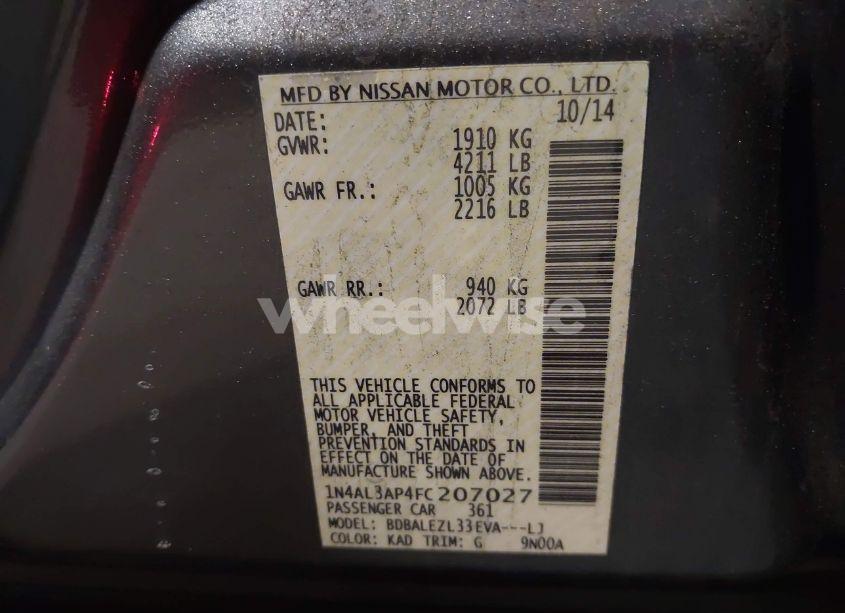 MFD BY NISSAN MOTOR CO., LTD.
DATE: 10/14
GVWR: 1910 KG
4211 LB
GAWR FR.: 1005 KG
2216 LB
GAWR RR.: 940 KG
2072 LB
wheelwise
THIS VEHICLE CONFORMS TO
ALL APPLICABLE FEDERAL
MOTOR VEHICLE SAFETY,
BUMPER, AND THEFT
PREVENTION STANDARDS IN
EFFECT ON THE DATE OF
MANUFACTURE SHOWN ABOVE.
1N4AL3AP4FC207027
PASSENGER CAR 361
MODEL: BDBALEZL33EVA---LJ
COLOR: KAD TRIM: G 9N00A